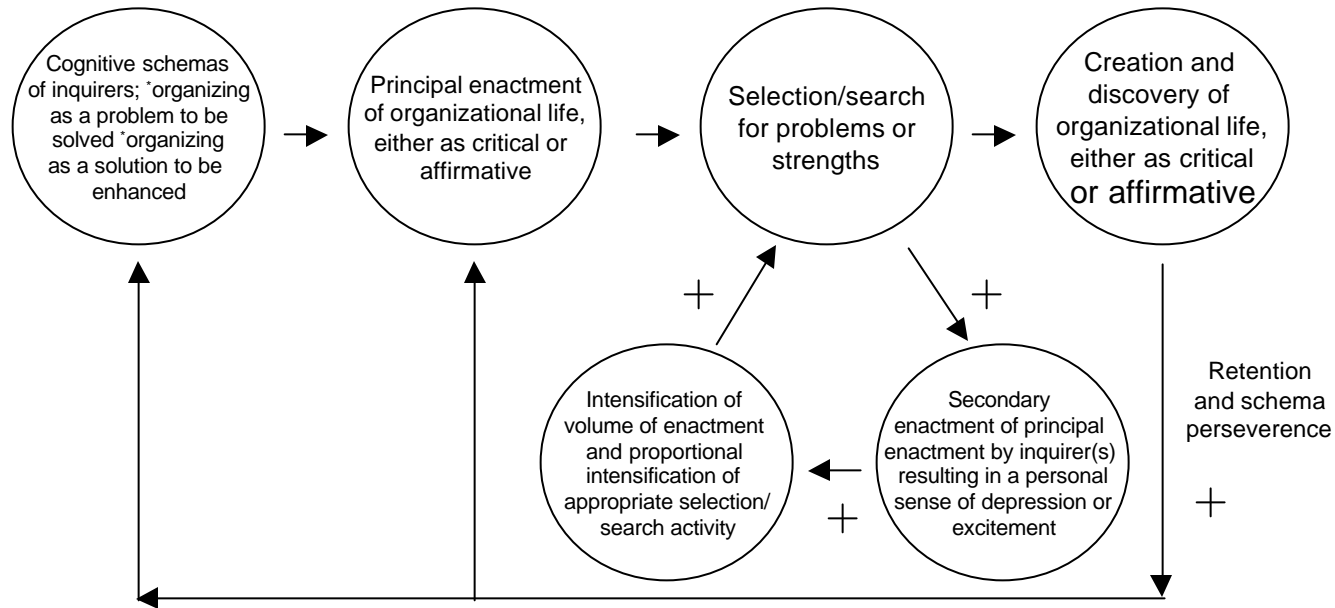 Cognitive schemas
of inquirers; *organizing
as a problem to be
solved *organizing
as a solution to be
enhanced
Principal enactment
of organizational life,
either as critical or
affirmative
Selection/search
for problems or
strengths
Creation and
discovery of
organizational life,
either as critical
or affirmative
+
+
Intensification of
volume of enactment
and proportional
intensification of
appropriate selection/
search activity
Secondary
enactment of principal
enactment by inquirer(s)
resulting in a personal
sense of depression or
excitement
+
Retention
and schema
perseverence
+